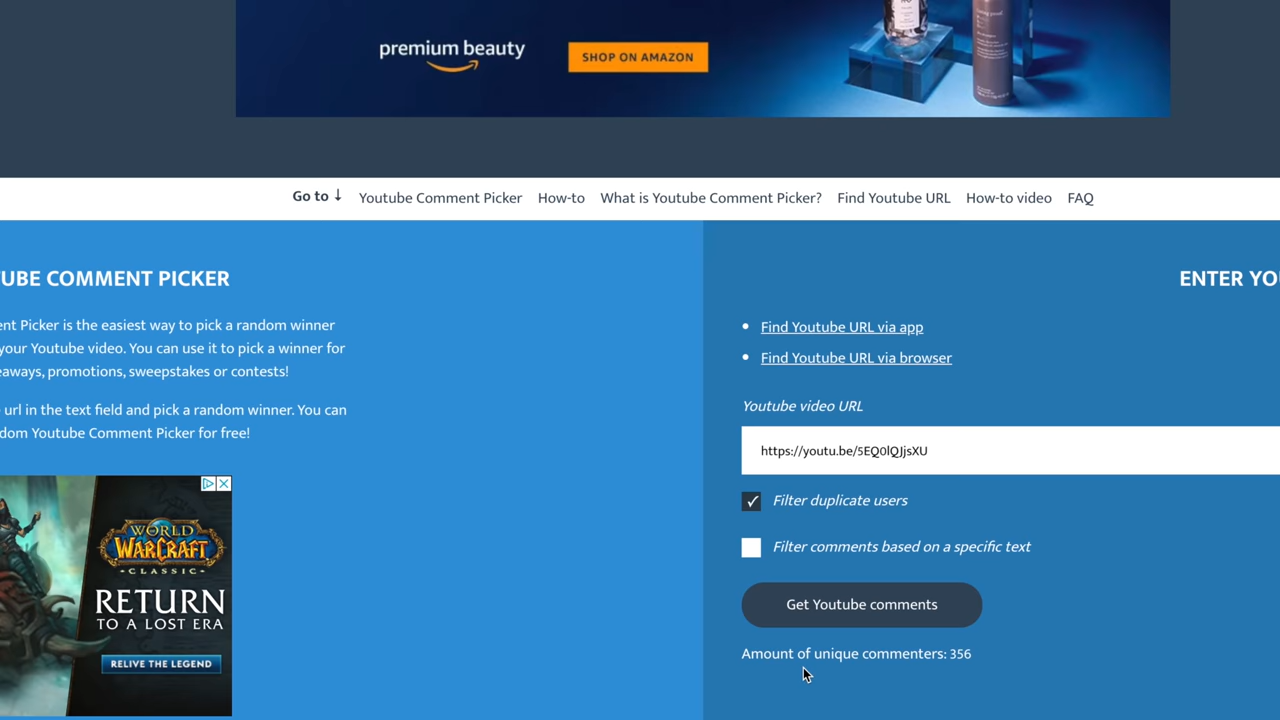 premium beauty
SHOP ON AMAZON
Go to ↓ Youtube Comment Picker How-to What is Youtube Comment Picker? Find Youtube URL How-to video FAQ
UBE COMMENT PICKER
ent Picker is the easiest way to pick a random winner
your Youtube video. You can use it to pick a winner for
eaways, promotions, sweepstakes or contests!
url in the text field and pick a random winner. You can
dom Youtube Comment Picker for free!
WORLD
WARCRAFT
CLASSIC
RETURN
TO A LOST ERA
RELIVE THE LEGEND
ENTER YO
Find Youtube URL via app
Find Youtube URL via browser
Youtube video URL
https://youtu.be/5EQ0lQJjsXU
Filter duplicate users
Filter comments based on a specific text
Get Youtube comments
Amount of unique commenters: 356